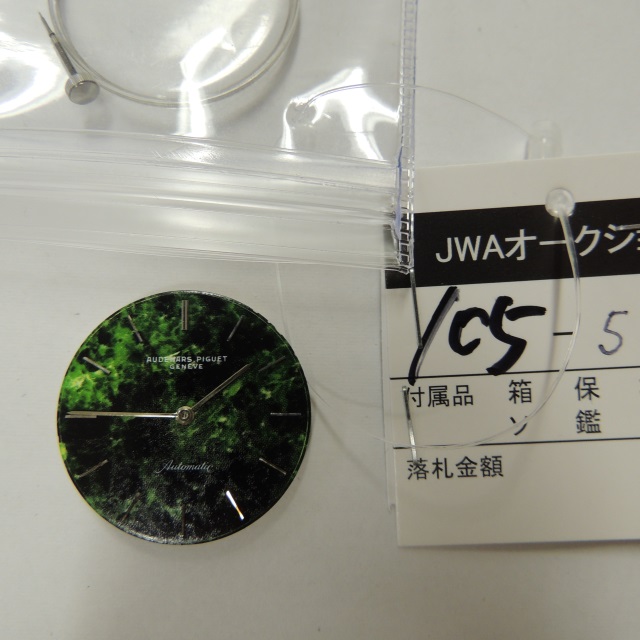 AUDEMARS PIGUET
GENEVE
Automatic
JWAオークショ
105-5
付属品 箱 保
ソ 鑑
落札金額